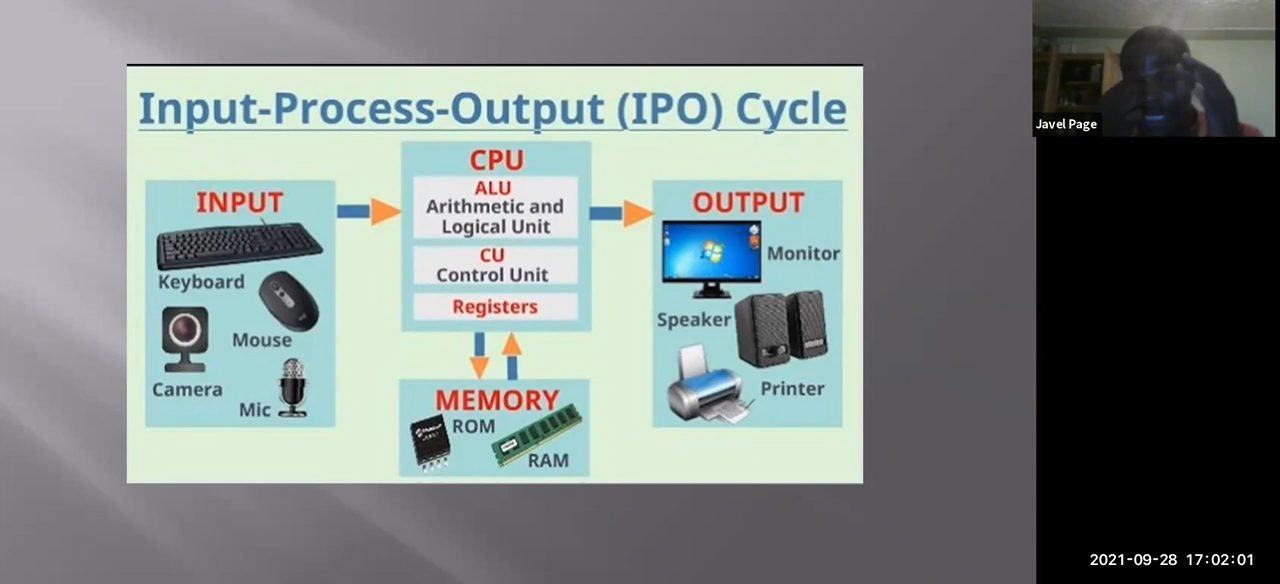 Input-Process-Output (IPO) Cycle
INPUT
Keyboard
Mouse
Camera
Mic
CPU
ALU
Arithmetic and
Logical Unit
CU
Control Unit
Registers
MEMORY
ROM
RAM
OUTPUT
Monitor
Speaker
Printer
Javel Page
2021-09-28 17:02:01